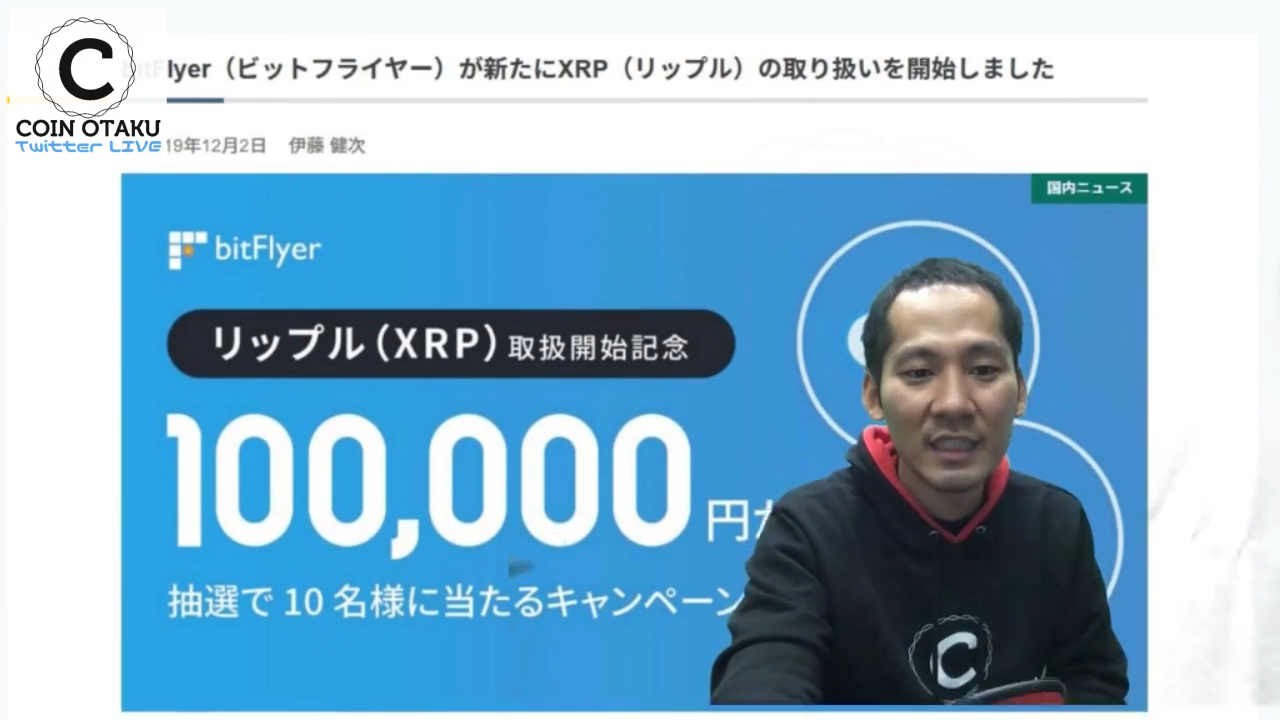 C
COIN OTAKU
Twitter LIVE
bitFlyer（ビットフライヤー）が新たにXRP（リップル）の取り扱いを開始しました
19年12月2日 伊藤 健次
国内ニュース
bitFlyer
リップル（XRP）取扱開始記念
100,000円
抽選で 10 名様に当たるキャンペーン
C